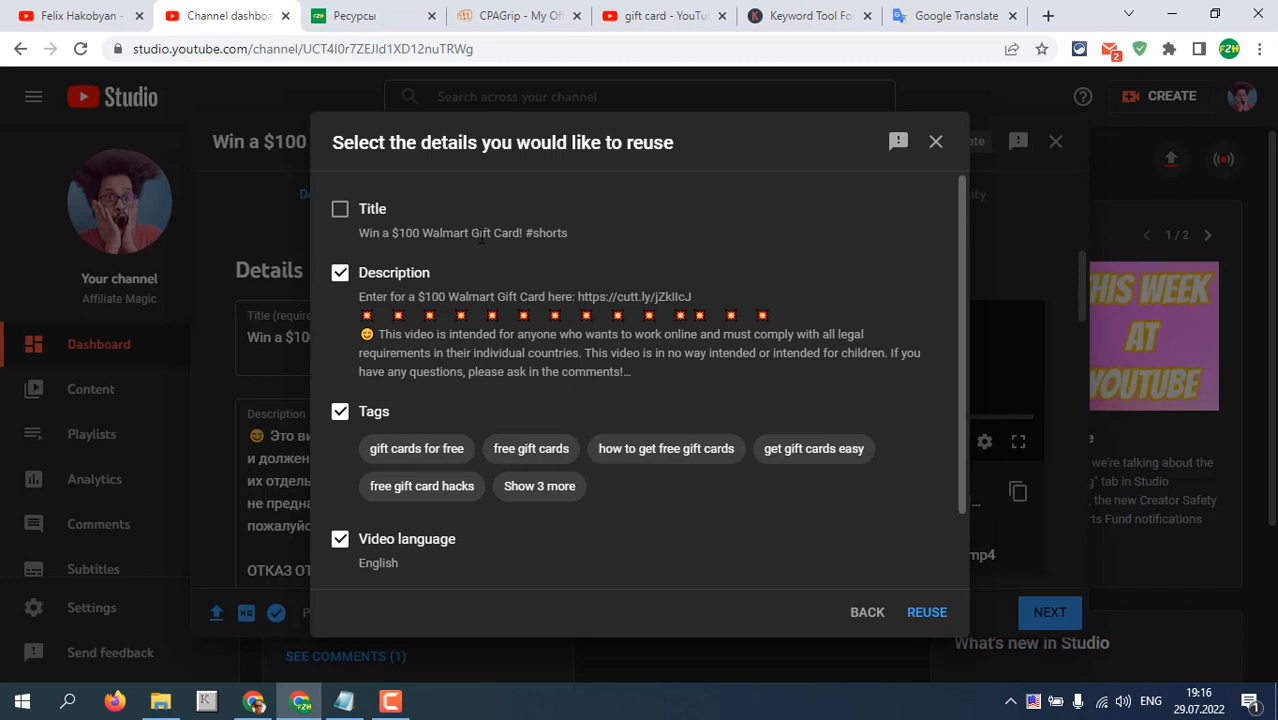 Felix Hakobyan -
Channel dashboa
Ресурсы
CPAGrip - My Off
gift card - YouTu
Keyword Tool Fo
Google Translate
studio.youtube.com/channel/UCT4I0r7ZEJId1XD12nuTRWg
2
F2H
Studio
Search across your channel
CREATE
Win a $100
Select the details you would like to reuse
Title
Win a $100 Walmart Gift Card! #shorts
1 / 2
Your channel
Affiliate Magic
Details
Description
Enter for a $100 Walmart Gift Card here: https://cutt.ly/jZkIIcJ
😊 This video is intended for anyone who wants to work online and must comply with all legal
requirements in their individual countries. This video is in no way intended or intended for children. If you
have any questions, please ask in the comments!...
Title (require
Win a $10
THIS WEEK
AT
YOUTUBE
Dashboard
Content
Playlists
Analytics
Comments
Subtitles
Settings
Send feedback
Description
😊 Это ви
и должен
их отдель
не предна
пожалуйс
ОТКАЗ ОТ
Tags
gift cards for free
free gift cards
how to get free gift cards
get gift cards easy
free gift card hacks
Show 3 more
we're talking about the
g" tab in Studio
, the new Creator Safety
rts Fund notifications
Video language
English
mp4
BACK
REUSE
NEXT
SEE COMMENTS (1)
What's new in Studio
ENG
19:16
29.07.2022